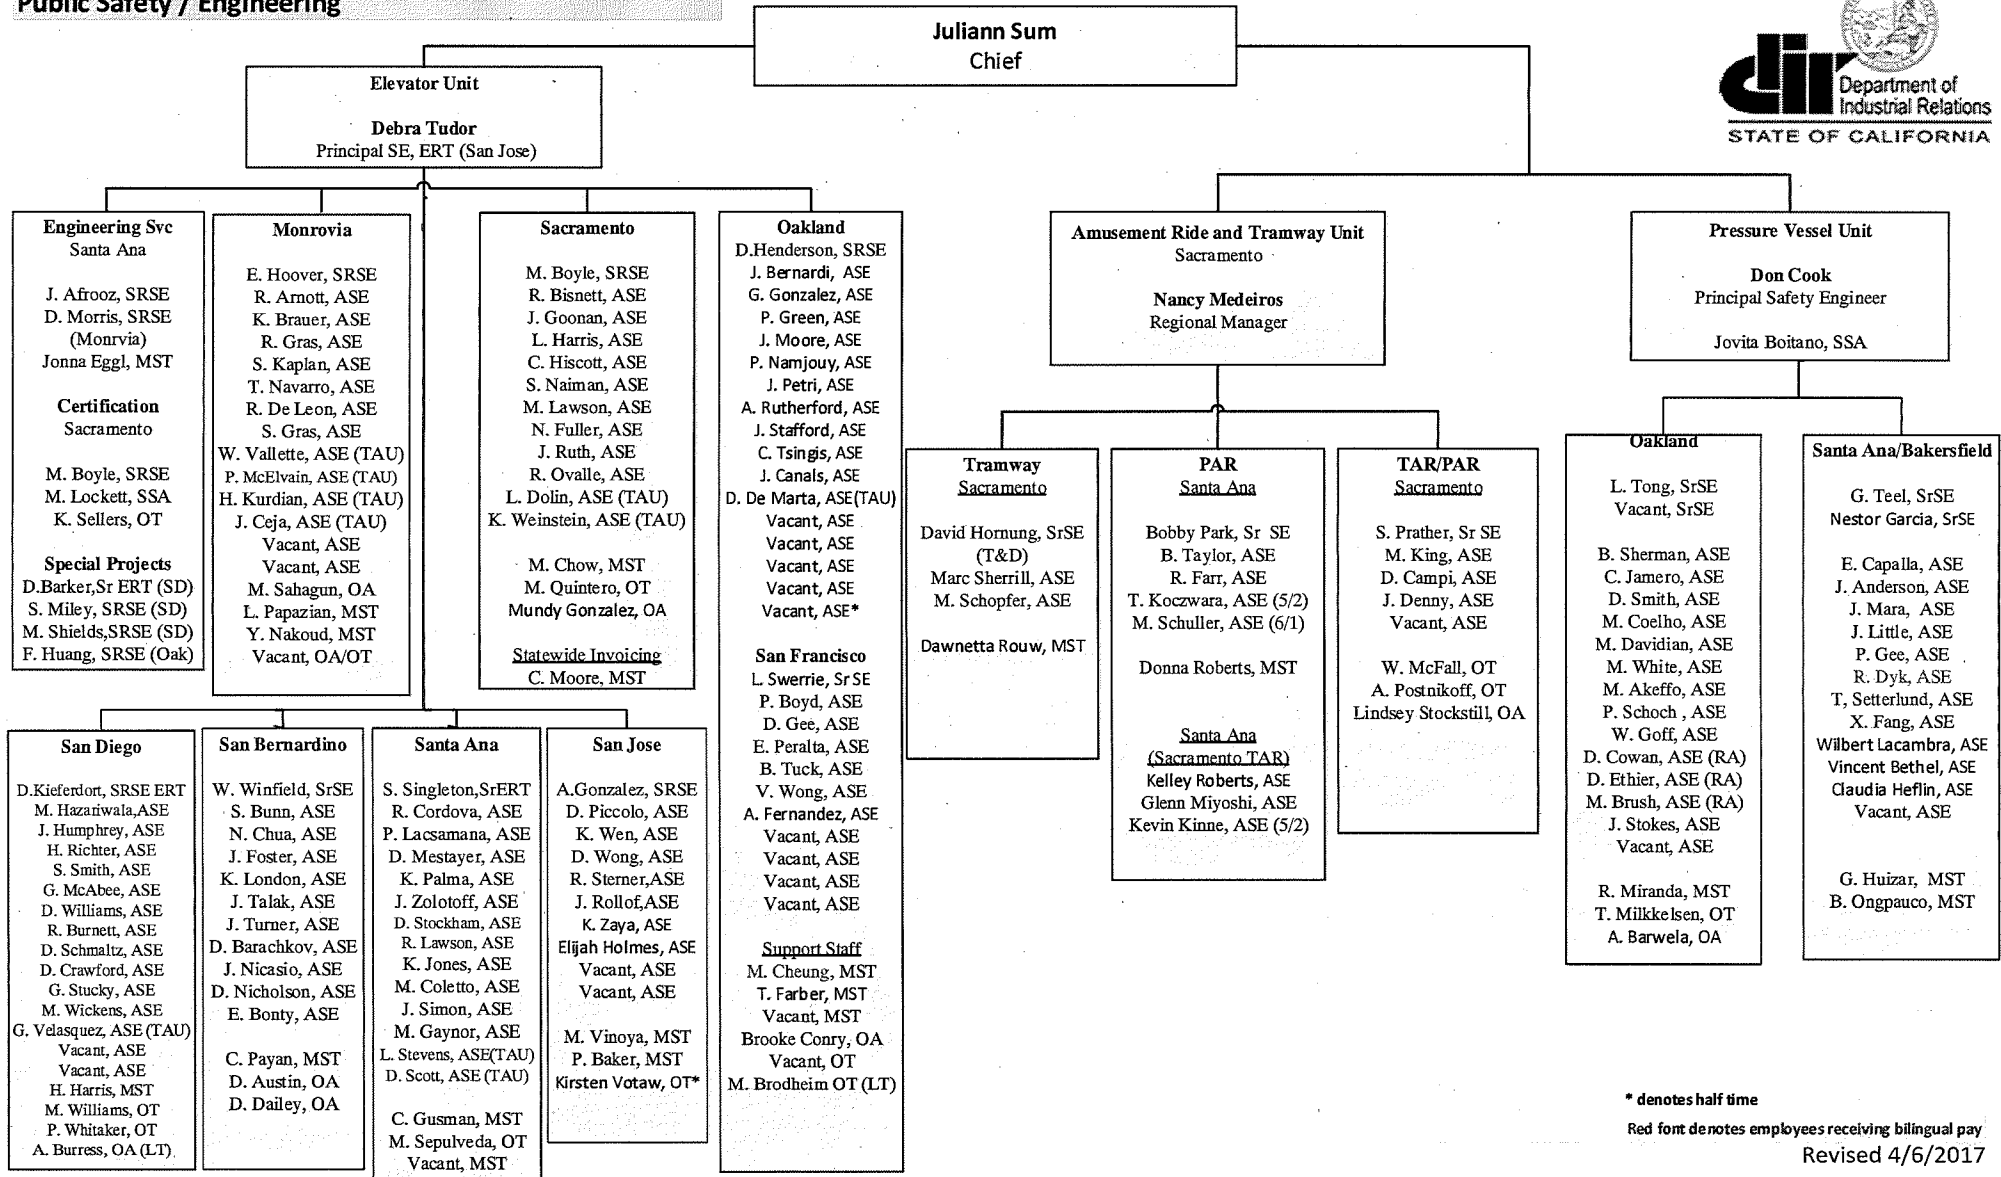 Public Safety / Engineering
Juliann Sum
Chief
Department of
Industrial Relations
STATE OF CALIFORNIA
Elevator Unit
Debra Tudor
Principal SE, ERT (San Jose)
Engineering Svc
Santa Ana
J. Afrooz, SRSE
D. Morris, SRSE
(Monrvia)
Jonna Eggl, MST
Certification
Sacramento
M. Boyle, SRSE
M. Lockett, SSA
K. Sellers, OT
Special Projects
D.Barker,Sr ERT (SD)
S. Miley, SRSE (SD)
M. Shields,SRSE (SD)
F. Huang, SRSE (Oak)
Monrovia
E. Hoover, SRSE
R. Arnott, ASE
K. Brauer, ASE
R. Gras, ASE
S. Kaplan, ASE
T. Navarro, ASE
R. De Leon, ASE
S. Gras, ASE
W. Vallette, ASE (TAU)
P. McElvain, ASE (TAU)
H. Kurdian, ASE (TAU)
J. Ceja, ASE (TAU)
Vacant, ASE
Vacant, ASE
M. Sahagun, OA
L. Papazian, MST
Y. Nakoud, MST
Vacant, OA/OT
Sacramento
M. Boyle, SRSE
R. Bisnett, ASE
J. Goonan, ASE
L. Harris, ASE
C. Hiscott, ASE
S. Naiman, ASE
M. Lawson, ASE
N. Fuller, ASE
J. Ruth, ASE
R. Ovalle, ASE
L. Dolin, ASE (TAU)
K. Weinstein, ASE (TAU)
M. Chow, MST
M. Quintero, OT
Mundy Gonzalez, OA
Statewide Invoicing
C. Moore, MST
Oakland
D.Henderson, SRSE
J. Bernardi, ASE
G. Gonzalez, ASE
P. Green, ASE
J. Moore, ASE
P. Namjouy, ASE
J. Petri, ASE
A. Rutherford, ASE
J. Stafford, ASE
C. Tsingis, ASE
J. Canals, ASE
D. De Marta, ASE(TAU)
Vacant, ASE
Vacant, ASE
Vacant, ASE
Vacant, ASE
Vacant, ASE*
San Francisco
L. Swerrie, Sr SE
P. Boyd, ASE
D. Gee, ASE
E. Peralta, ASE
B. Tuck, ASE
V. Wong, ASE
A. Fernandez, ASE
Vacant, ASE
Vacant, ASE
Vacant, ASE
Vacant, ASE
Support Staff
M. Cheung, MST
T. Farber, MST
Vacant, MST
Brooke Conry, OA
Vacant, OT
M. Brodheim OT (LT)
San Diego
D.Kieferdorf, SRSE ERT
M. Hazariwala,ASE
J. Humphrey, ASE
H. Richter, ASE
S. Smith, ASE
G. McAbee, ASE
D. Williams, ASE
R. Burnett, ASE
D. Schmaltz, ASE
D. Crawford, ASE
G. Stucky, ASE
M. Wickens, ASE
G. Velasquez, ASE (TAU)
Vacant, ASE
Vacant, ASE
H. Harris, MST
M. Williams, OT
P. Whitaker, OT
A. Burress, OA (LT)
San Bernardino
W. Winfield, SrSE
S. Bunn, ASE
N. Chua, ASE
J. Foster, ASE
K. London, ASE
J. Talak, ASE
J. Turner, ASE
D. Barachkov, ASE
J. Nicasio, ASE
D. Nicholson, ASE
E. Bonty, ASE
C. Payan, MST
D. Austin, OA
D. Dailey, OA
Santa Ana
S. Singleton,SrERT
R. Cordova, ASE
P. Lacsamana, ASE
D. Mestayer, ASE
K. Palma, ASE
J. Zolotoff, ASE
D. Stockham, ASE
R. Lawson, ASE
K. Jones, ASE
M. Coletto, ASE
J. Simon, ASE
M. Gaynor, ASE
L. Stevens, ASE(TAU)
D. Scott, ASE (TAU)
C. Gusman, MST
M. Sepulveda, OT
Vacant, MST
San Jose
A.Gonzalez, SRSE
D. Piccolo, ASE
K. Wen, ASE
D. Wong, ASE
R. Sterner,ASE
J. Rollof,ASE
K. Zaya, ASE
Elijah Holmes, ASE
Vacant, ASE
Vacant, ASE
M. Vinoya, MST
P. Baker, MST
Kirsten Votaw, OT*
Amusement Ride and Tramway Unit
Sacramento
Nancy Medeiros
Regional Manager
Tramway
Sacramento
David Hornung, SrSE
(T&D)
Marc Sherrill, ASE
M. Schopfer, ASE
Dawnetta Rouw, MST
PAR
Santa Ana
Bobby Park, Sr SE
B. Taylor, ASE
R. Farr, ASE
T. Koczwara, ASE (5/2)
M. Schuller, ASE (6/1)
Donna Roberts, MST
Santa Ana
(Sacramento TAR)
Kelley Roberts, ASE
Glenn Miyoshi, ASE
Kevin Kinne, ASE (5/2)
TAR/PAR
Sacramento
S. Prather, Sr SE
M. King, ASE
D. Campi, ASE
J. Denny, ASE
Vacant, ASE
W. McFall, OT
A. Postnikoff, OT
Lindsey Stockstill, OA
Pressure Vessel Unit
Don Cook
Principal Safety Engineer
Jovita Boitano, SSA
Oakland
L. Tong, SrSE
Vacant, SrSE
B. Sherman, ASE
C. Jamero, ASE
D. Smith, ASE
M. Coelho, ASE
M. Davidian, ASE
M. White, ASE
M. Akeffo, ASE
P. Schoch , ASE
W. Goff, ASE
D. Cowan, ASE (RA)
D. Ethier, ASE (RA)
M. Brush, ASE (RA)
J. Stokes, ASE
Vacant, ASE
R. Miranda, MST
T. Milkkelsen, OT
A. Barwela, OA
Santa Ana/Bakersfield
G. Teel, SrSE
Nestor Garcia, SrSE
E. Capalla, ASE
J. Anderson, ASE
J. Mara, ASE
J. Little, ASE
P. Gee, ASE
R. Dyk, ASE
T, Setterlund, ASE
X. Fang, ASE
Wilbert Lacambra, ASE
Vincent Bethel, ASE
Claudia Heflin, ASE
Vacant, ASE
G. Huizar, MST
B. Ongpauco, MST
* denotes half time
Red font denotes employees receiving bilingual pay
Revised 4/6/2017